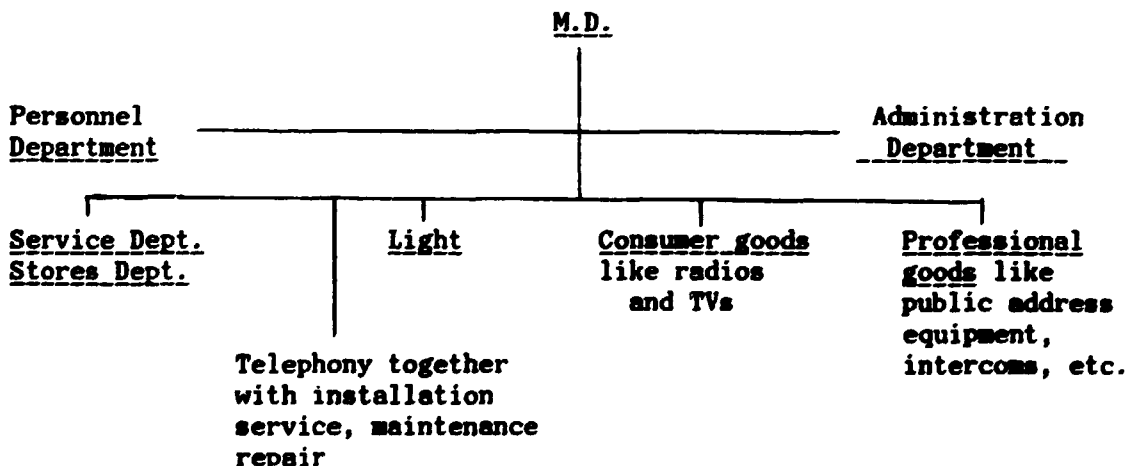 M.D.
Personnel
Department
Administration
Department
Service Dept.
Stores Dept.
Telephony together
with installation
service, maintenance
repair
Light
Consumer goods
like radios
and TVs
Professional
goods like
public address
equipment,
intercoms, etc.